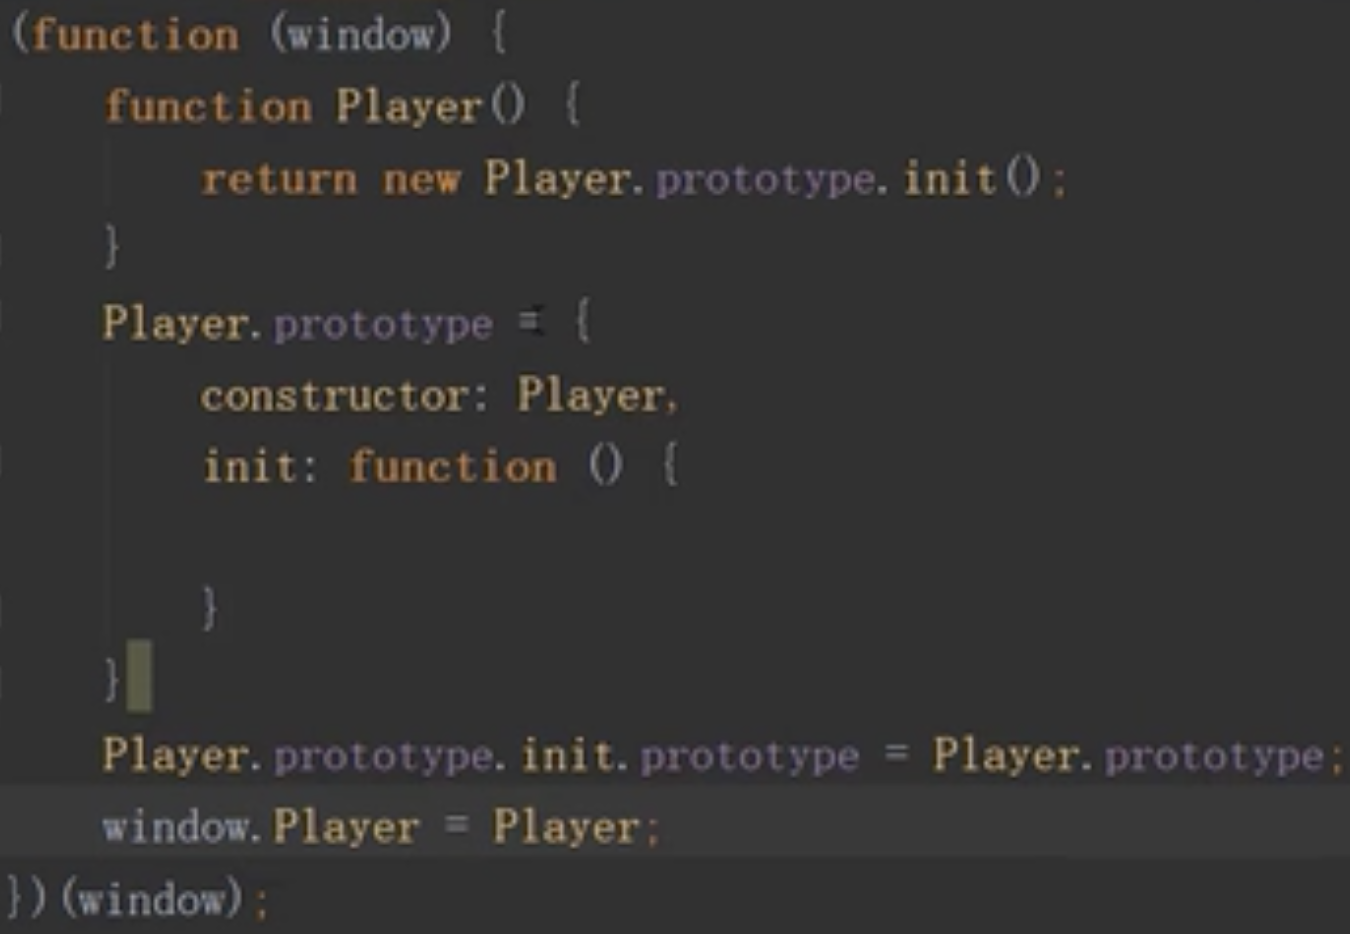 (function (window) {
    function Player() {
        return new Player.prototype.init();
    }
    Player.prototype = {
        constructor: Player,
        init: function () {

        }
    }
    Player.prototype.init.prototype = Player.prototype;
    window.Player = Player;
})(window);